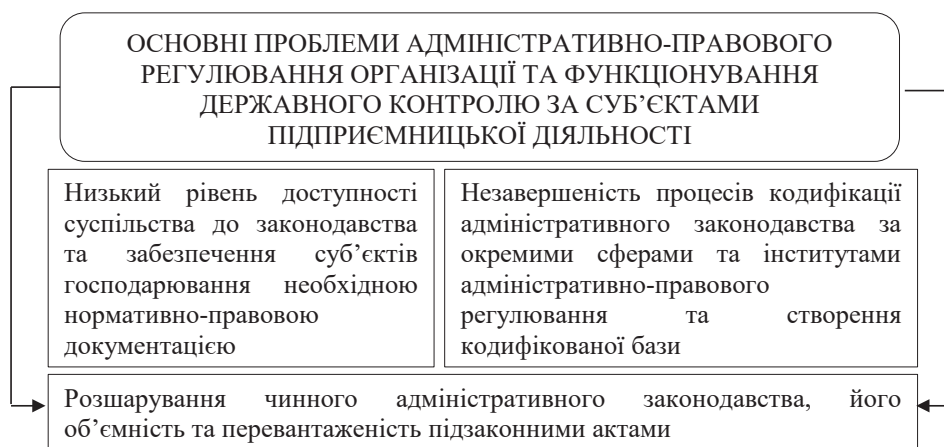 ОСНОВНІ ПРОБЛЕМИ АДМІНІСТРАТИВНО-ПРАВОВОГО
РЕГУЛЮВАННЯ ОРГАНІЗАЦІЇ ТА ФУНКЦІОНУВАННЯ
ДЕРЖАВНОГО КОНТРОЛЮ ЗА СУБ’ЄКТАМИ
ПІДПРИЄМНИЦЬКОЇ ДІЯЛЬНОСТІ
Низький рівень доступності
суспільства до законодавства
та забезпечення суб’єктів
господарювання необхідною
нормативно-правовою
документацією
Незавершеність процесів кодифікації
адміністративного законодавства за
окремими сферами та інститутами
адміністративно-правового
регулювання та створення
кодифікованої бази
Розшарування чинного адміністративного законодавства, його
об’ємність та перевантаженість підзаконними актами